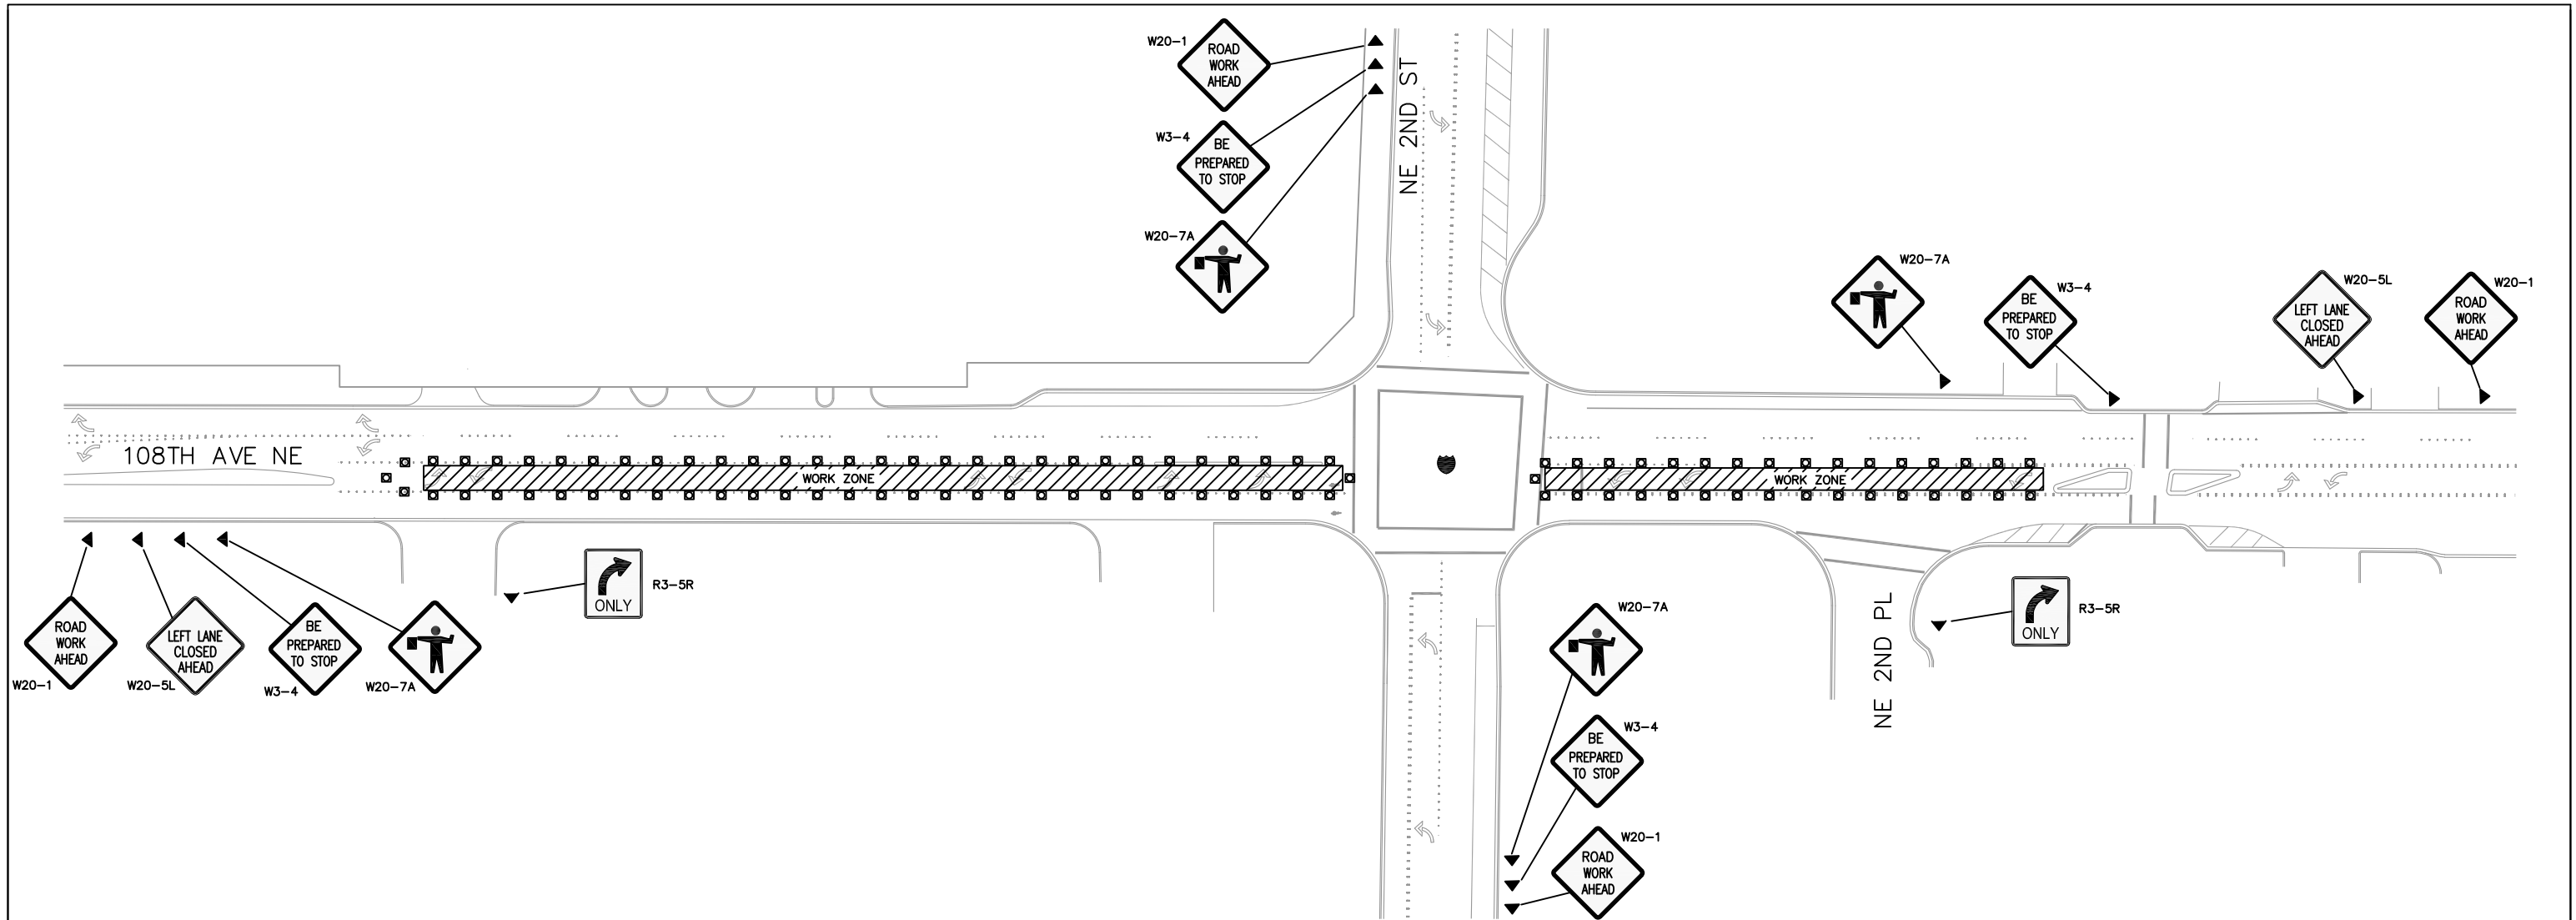 W20-1
ROAD
WORK
AHEAD
W3-4
BE
PREPARED
TO STOP
W20-7A
NE 2ND ST
W20-7A
BE
PREPARED
TO STOP
W3-4
LEFT LANE
CLOSED
AHEAD
W20-5L
ROAD
WORK
AHEAD
W20-1
108TH AVE NE
WORK ZONE
WORK ZONE
ROAD
WORK
AHEAD
W20-1
LEFT LANE
CLOSED
AHEAD
W20-5L
BE
PREPARED
TO STOP
W3-4
W20-7A
ONLY
R3-5R
W20-7A
BE
PREPARED
TO STOP
W3-4
ROAD
WORK
AHEAD
W20-1
NE 2ND PL
ONLY
R3-5R